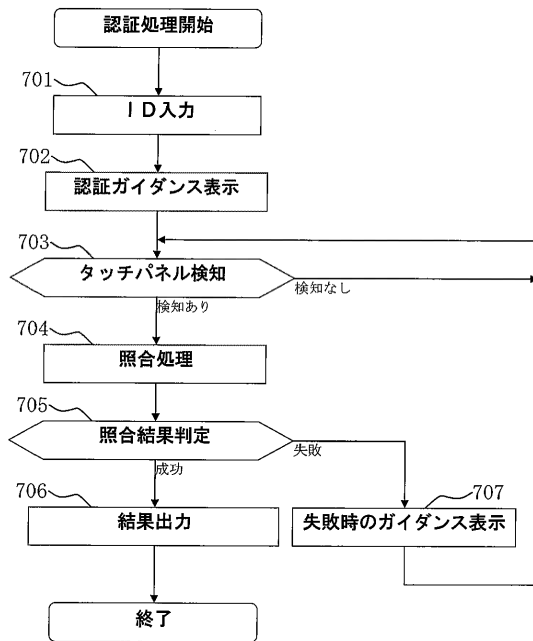 認証処理開始
701
ID入力
702
認証ガイダンス表示
703
タッチパネル検知
検知なし
検知あり
704
照合処理
705
照合結果判定
失敗
成功
706
結果出力
707
失敗時のガイダンス表示
終了